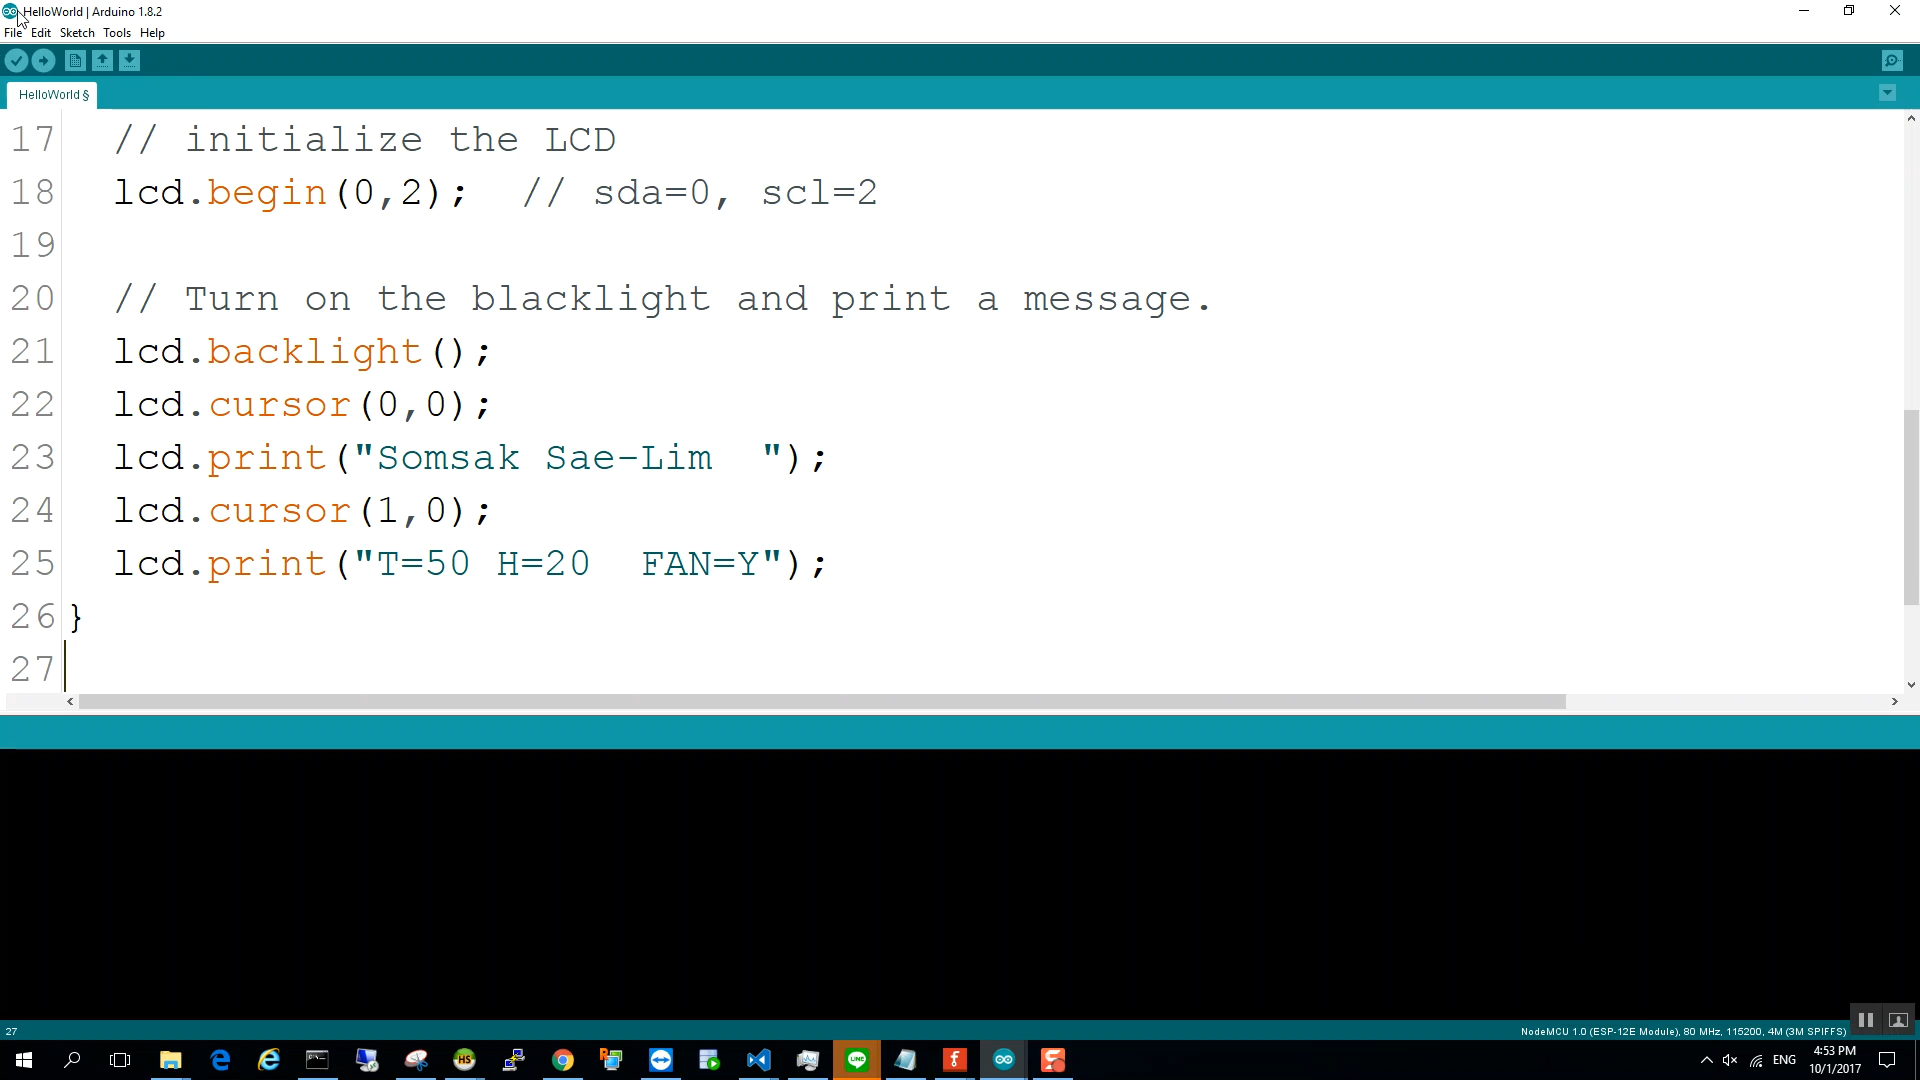 HelloWorld | Arduino 1.8.2
File Edit Sketch Tools Help
HelloWorld §
17 // initialize the LCD
18 lcd.begin(0,2); // sda=0, scl=2
19
20 // Turn on the blacklight and print a message.
21 lcd.backlight();
22 lcd.cursor(0,0);
23 lcd.print("Somsak Sae-Lim  ");
24 lcd.cursor(1,0);
25 lcd.print("T=50 H=20  FAN=Y");
26 }
27
27
NodeMCU 1.0 (ESP-12E Module), 80 MHz, 115200, 4M (3M SPIFFS)
HS
LINE
ENG
4:53 PM
10/1/2017